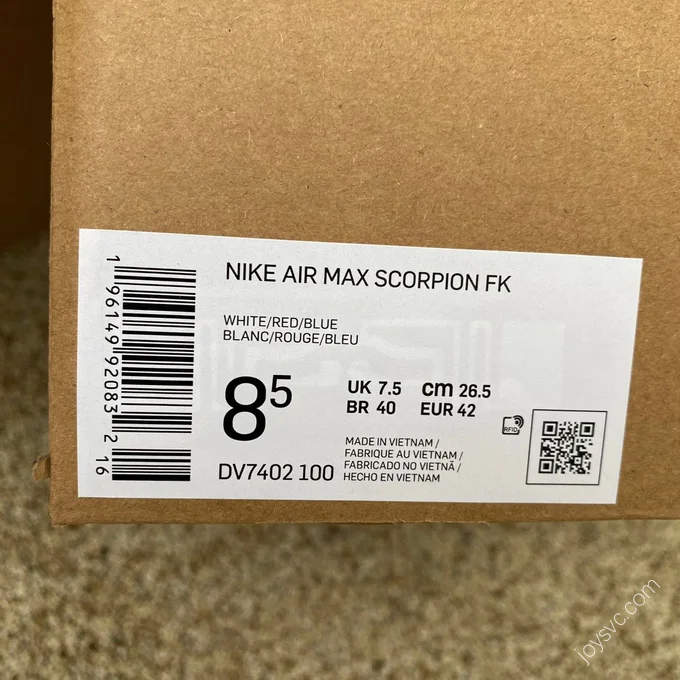 NIKE AIR MAX SCORPION FK
WHITE/RED/BLUE
BLANC/ROUGE/BLEU
8⁵
UK 7.5 cm 26.5
BR 40 EUR 42
DV7402 100
MADE IN VIETNAM /
FABRIQUE AU VIETNAM /
FABRICADO NO VIETNÃ /
HECHO EN VIETNAM
RFID
1 96149 92083 2 16
joysvc.com